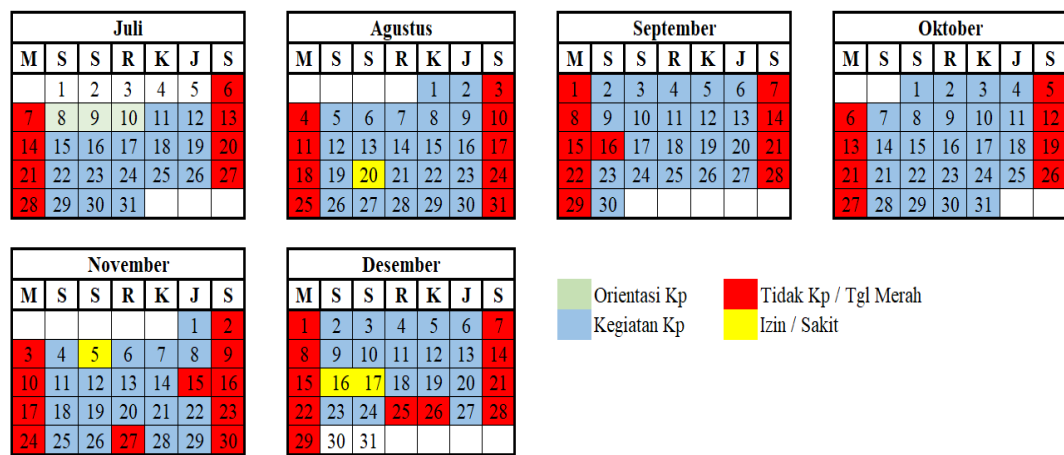 Juli
M S S R K J S
1 2 3 4 5 6
7 8 9 10 11 12 13
14 15 16 17 18 19 20
21 22 23 24 25 26 27
28 29 30 31
Agustus
M S S R K J S
1 2 3
4 5 6 7 8 9 10
11 12 13 14 15 16 17
18 19 20 21 22 23 24
25 26 27 28 29 30 31
September
M S S R K J S
1 2 3 4 5 6 7
8 9 10 11 12 13 14
15 16 17 18 19 20 21
22 23 24 25 26 27 28
29 30
Oktober
M S S R K J S
1 2 3 4 5
6 7 8 9 10 11 12
13 14 15 16 17 18 19
21 21 22 23 24 25 26
27 28 29 30 31
November
M S S R K J S
1 2
3 4 5 6 7 8 9
10 11 12 13 14 15 16
17 18 19 20 21 22 23
24 25 26 27 28 29 30
Desember
M S S R K J S
1 2 3 4 5 6 7
8 9 10 11 12 13 14
15 16 17 18 19 20 21
22 23 24 25 26 27 28
29 30 31
Orientasi Kp
Kegiatan Kp
Tidak Kp / Tgl Merah
Izin / Sakit